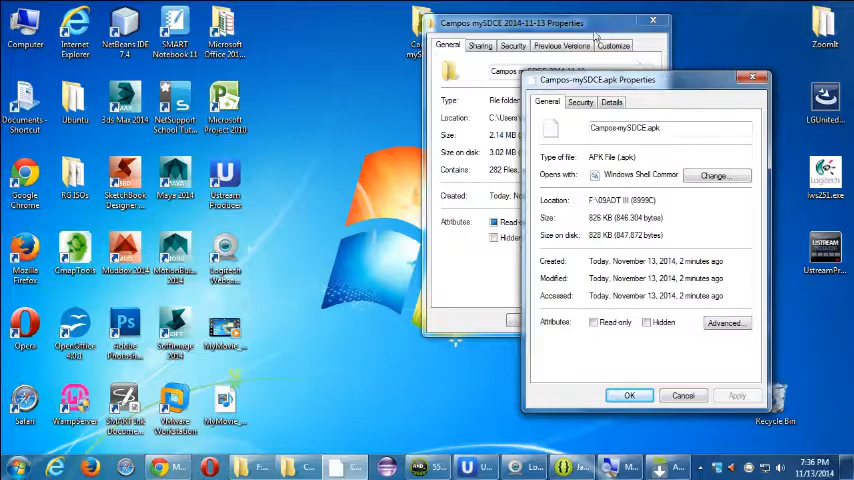 Computer
Internet
Explorer
NetBeans IDE
7.4
SMART
Notebook 11
Microsoft
Office 201...
ZoomIt
Documents -
Shortcut
Ubuntu
3ds Max 2014
NetSupport
School Tut...
Microsoft
Project 2010
LGUnited...
Google
Chrome
RG ISOs
SketchBook
Designer ...
Maya 2014
Ustream
Producer
lws251.exe
Mozilla
Firefox
CmapTools
Mudbox 2014
MotionBui...
2014
Logitech
Webc...
UstreamPr...
Opera
OpenOffice
4.0.1
Adobe
Photosh...
Softimage
2014
MyMovie_...
Safari
WampServer
SMART Ink
Docume...
VMware
Workstation
MyMovie_...
Recycle Bin
Campos mySDCE 2014-11-13 Properties
General
Sharing
Security
Previous Versions
Customize
Type:
File folder
Location:
C:\Users
Size:
2.14 MB
Size on disk:
3.02 MB
Contains:
282 Files,
Created:
Today, Nove
Attributes:
Read-o
Hidden
Campos-mySDCE.apk Properties
General
Security
Details
Campos-mySDCE.apk
Type of file:
APK File (.apk)
Opens with:
Windows Shell Commor
Change...
Location:
F:\09ADT III (8999C)
Size:
826 KB (846,304 bytes)
Size on disk:
828 KB (847,872 bytes)
Created:
Today, November 13, 2014, 2 minutes ago
Modified:
Today, November 13, 2014, 2 minutes ago
Accessed:
Today, November 13, 2014, 2 minutes ago
Attributes:
Read-only
Hidden
Advanced...
OK
Cancel
Apply
M...
F...
C...
C...
55...
U...
Lo...
Ja...
M...
A...
7:36 PM
11/13/2014